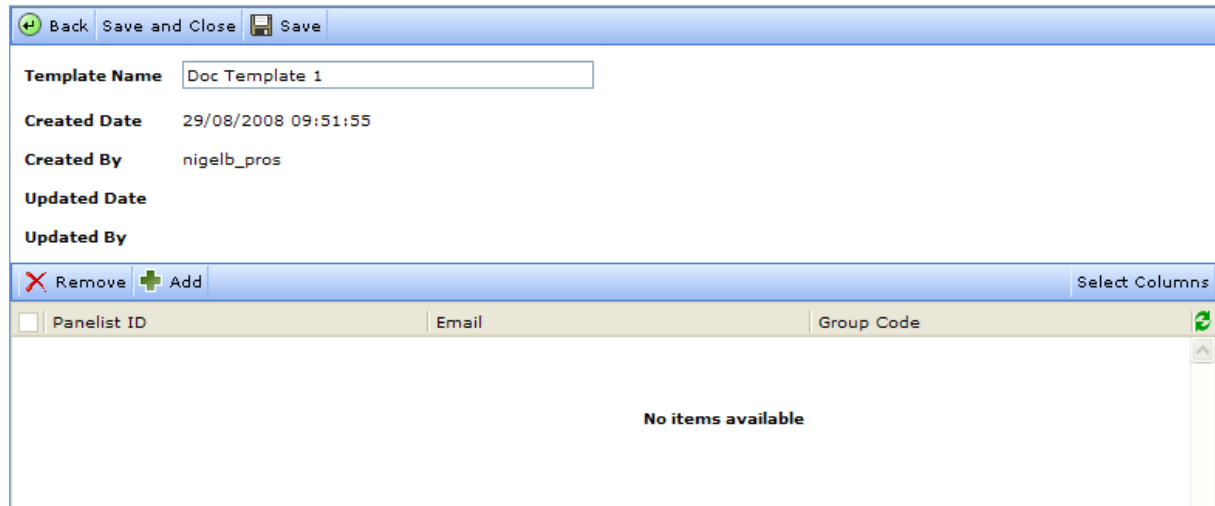 Back Save and Close Save
Template Name Doc Template 1
Created Date 29/08/2008 09:51:55
Created By nigelb_pros
Updated Date
Updated By
Remove Add Select Columns
Panelist ID Email Group Code
No items available